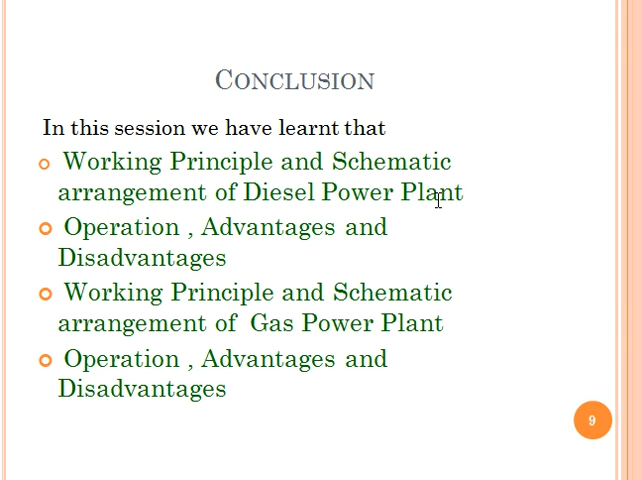 CONCLUSION
In this session we have learnt that
Working Principle and Schematic
arrangement of Diesel Power Plant
Operation , Advantages and
Disadvantages
Working Principle and Schematic
arrangement of  Gas Power Plant
Operation , Advantages and
Disadvantages
9